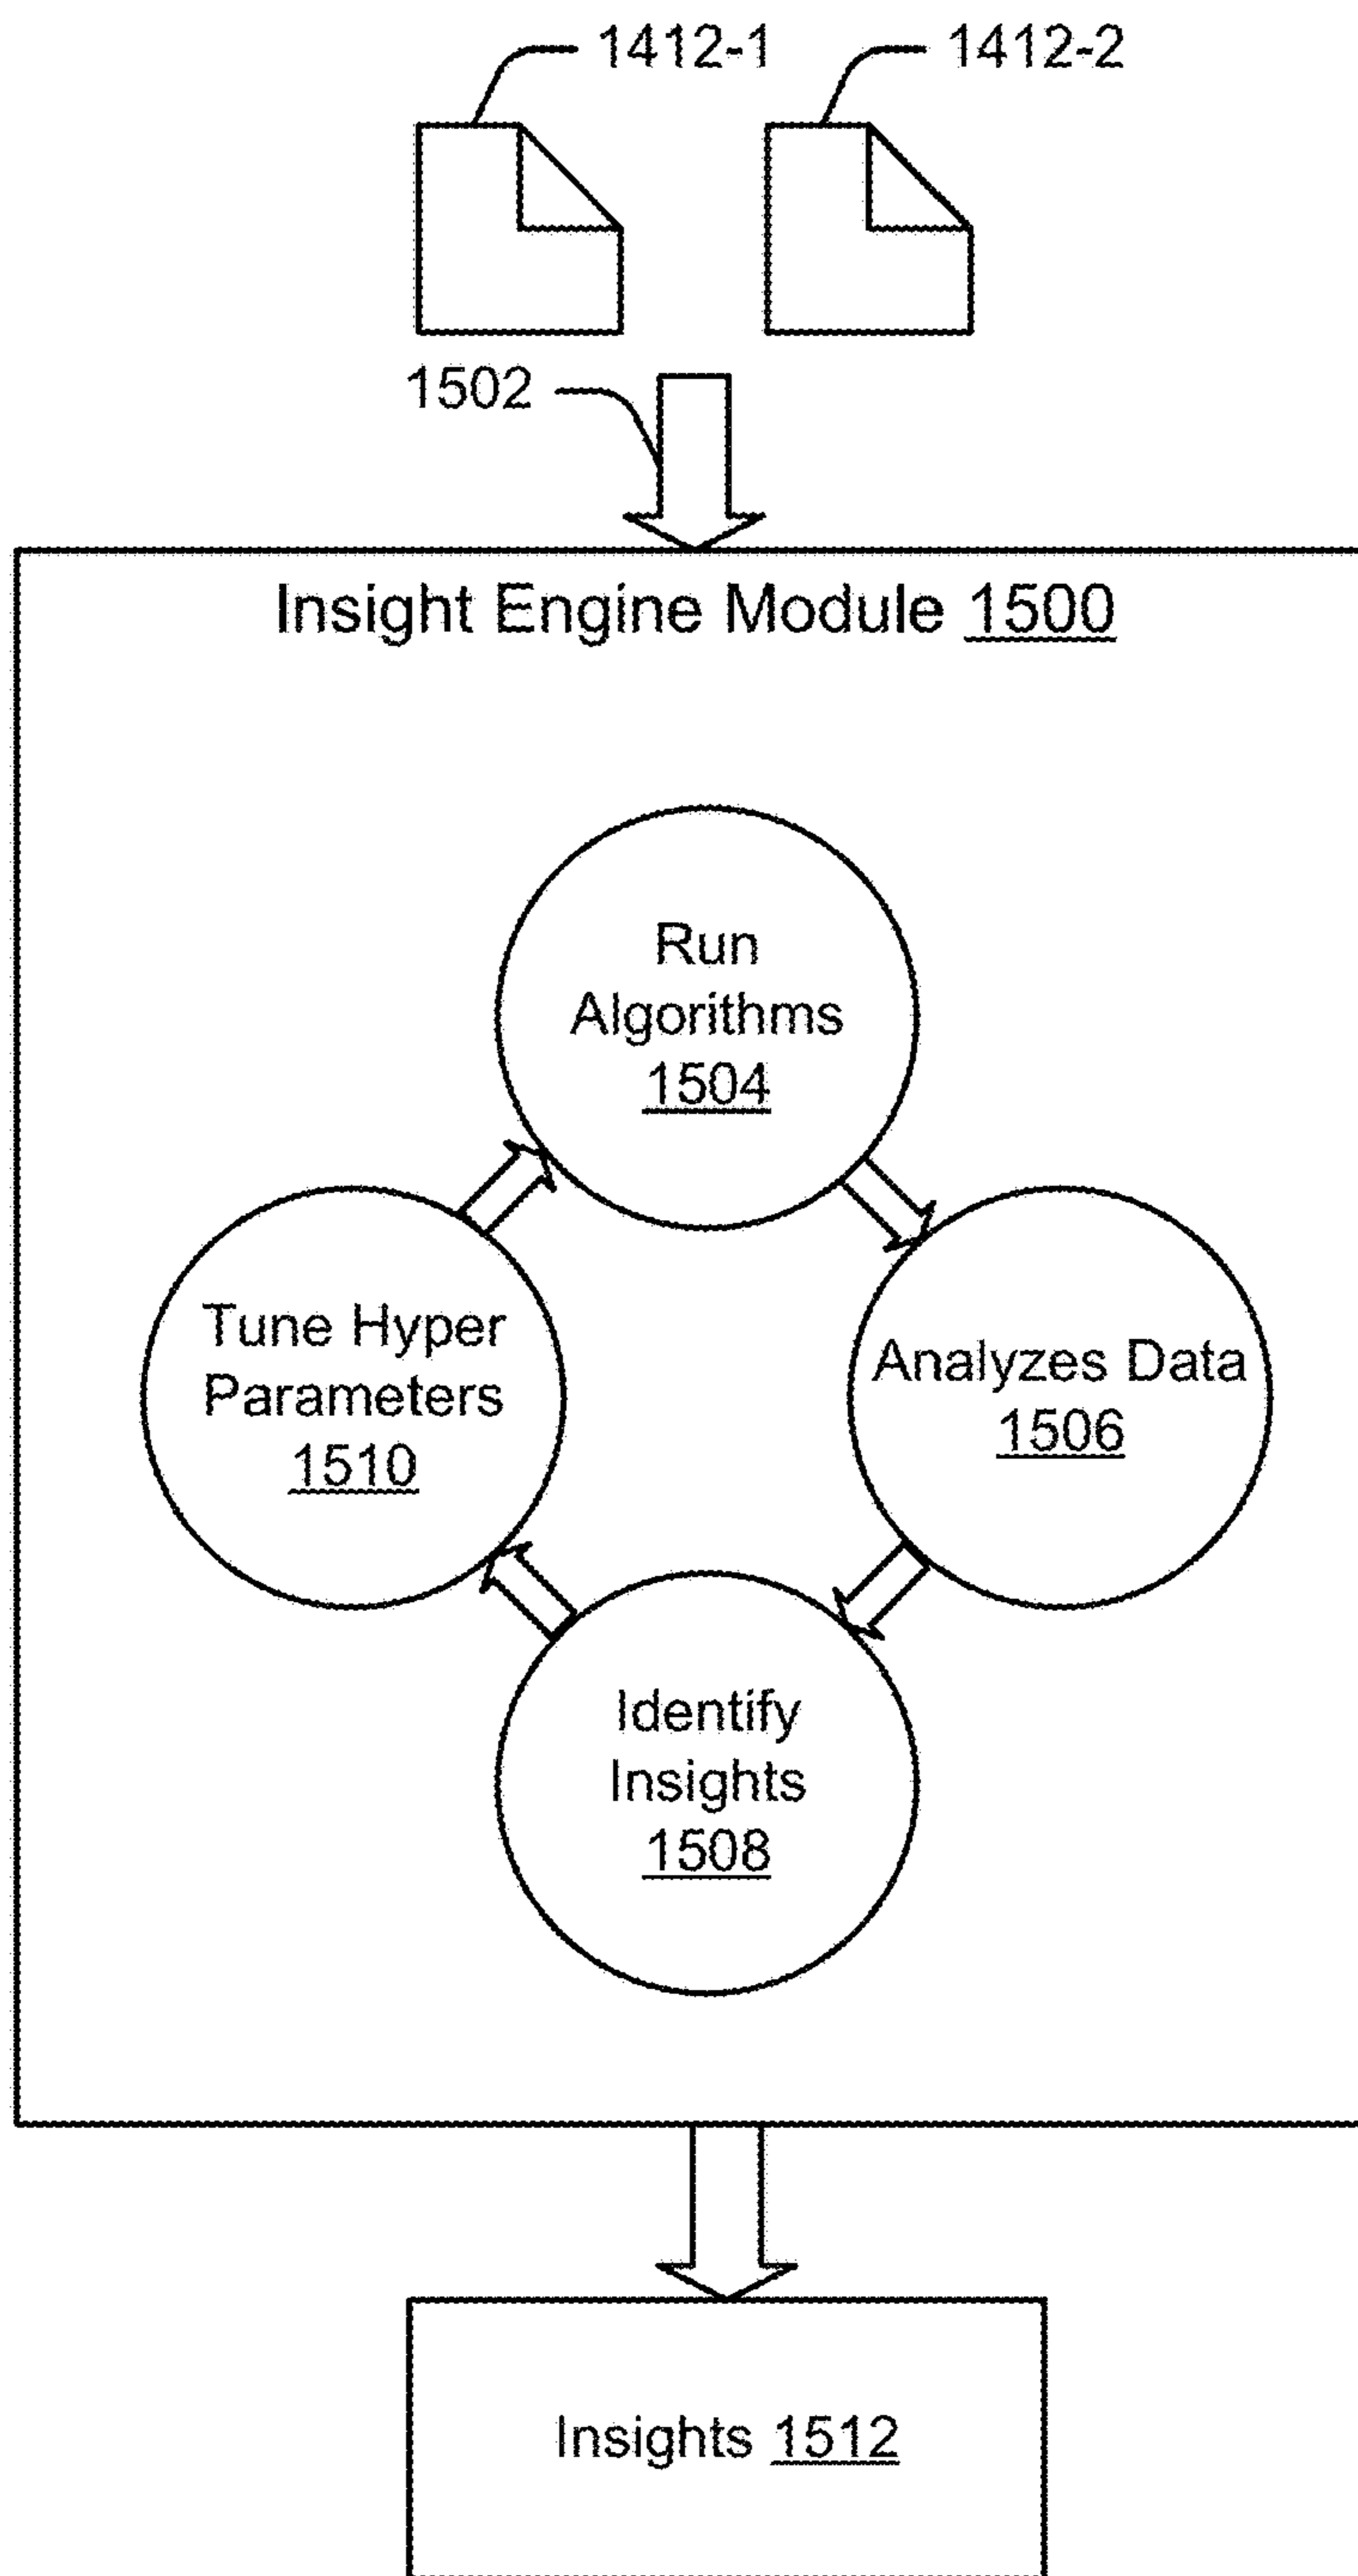 1412-1
1412-2
1502
Insight Engine Module 1500
Run
Algorithms
1504
Tune Hyper
Parameters
1510
Analyzes Data
1506
Identify
Insights
1508
Insights 1512